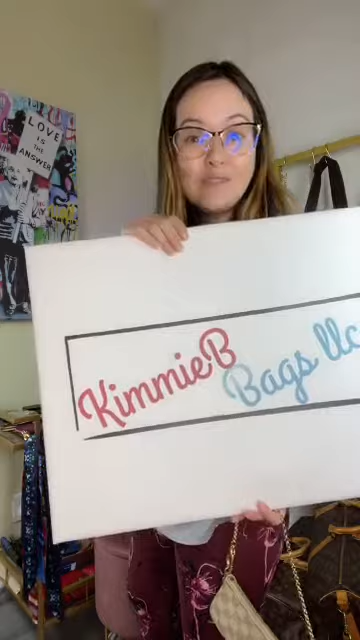 LOVE
IS THE
ANSWER
KimmieB
Bags llc